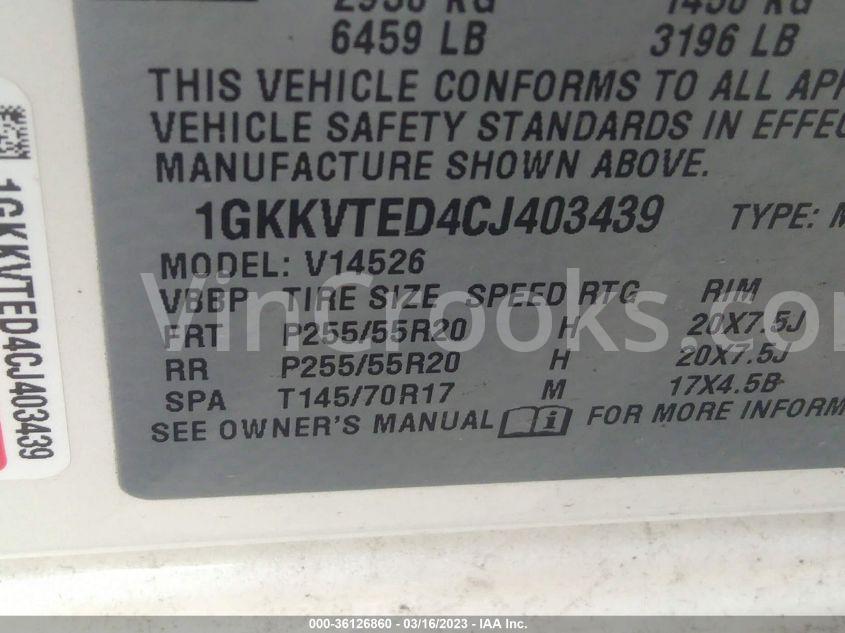 6459 LB 3196 LB
THIS VEHICLE CONFORMS TO ALL
VEHICLE SAFETY STANDARDS IN
MANUFACTURE SHOWN ABOVE.
1GKKVTED4CJ403439 TYPE:
MODEL: V14526
VBBP TIRE SIZE SPEED RTG RIM
FRT P255/55R20 H 20X7.5J
RR P255/55R20 H 20X7.5J
SPA T145/70R17 M 17X4.5B
SEE OWNER'S MANUAL FOR MORE
1GKKVTED4CJ403439
VinCrooks.com
000-36126860 - 03/16/2023 - IAA Inc.